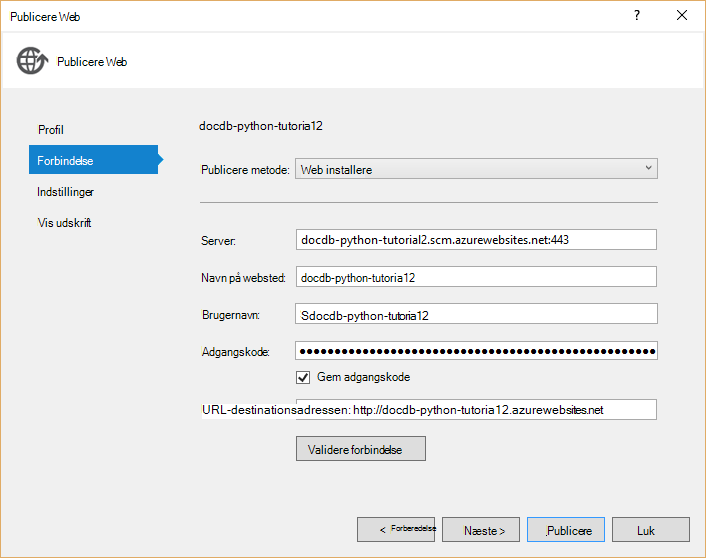 Publicere Web
?
Publicere Web
Profil
Forbindelse
Indstillinger
Vis udskrift
docdb-python-tutoria12
Publicere metode: Web installere
Server: docdb-python-tutorial2.scm.azurewebsites.net:443
Navn på websted: docdb-python-tutoria12
Brugernavn: Sdocdb-python-tutoria12
Adgangskode: ●●●●●●●●●●●●●●●●●●●●●●●●●●●●●●●●●●●●●●●●●●●●●●●●●●●
Gem adgangskode
URL-destinationsadressen: http://docdb-python-tutoria12.azurewebsites.net
Validere forbindelse
< Forberedelse Næste > Publicere Luk